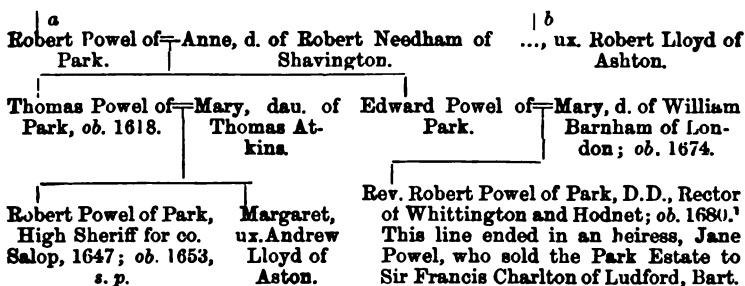 a
Robert Powel of═Anne, d. of Robert Needham of
Park.
Shavington.
b
..., ux. Robert Lloyd of
Ashton.
Thomas Powel of═Mary, dau. of
Park, ob. 1618.
Thomas At-
kins.
Edward Powel of═Mary, d. of William
Park.
Barnham of Lon-
don; ob. 1674.
Robert Powel of Park,
High Sheriff for co.
Salop, 1647; ob. 1653,
s. p.
Margaret,
ux. Andrew
Lloyd of
Aston.
Rev. Robert Powel of Park, D.D., Rector
of Whittington and Hodnet; ob. 1680.¹
This line ended in an heiress, Jane
Powel, who sold the Park Estate to
Sir Francis Charlton of Ludford, Bart.